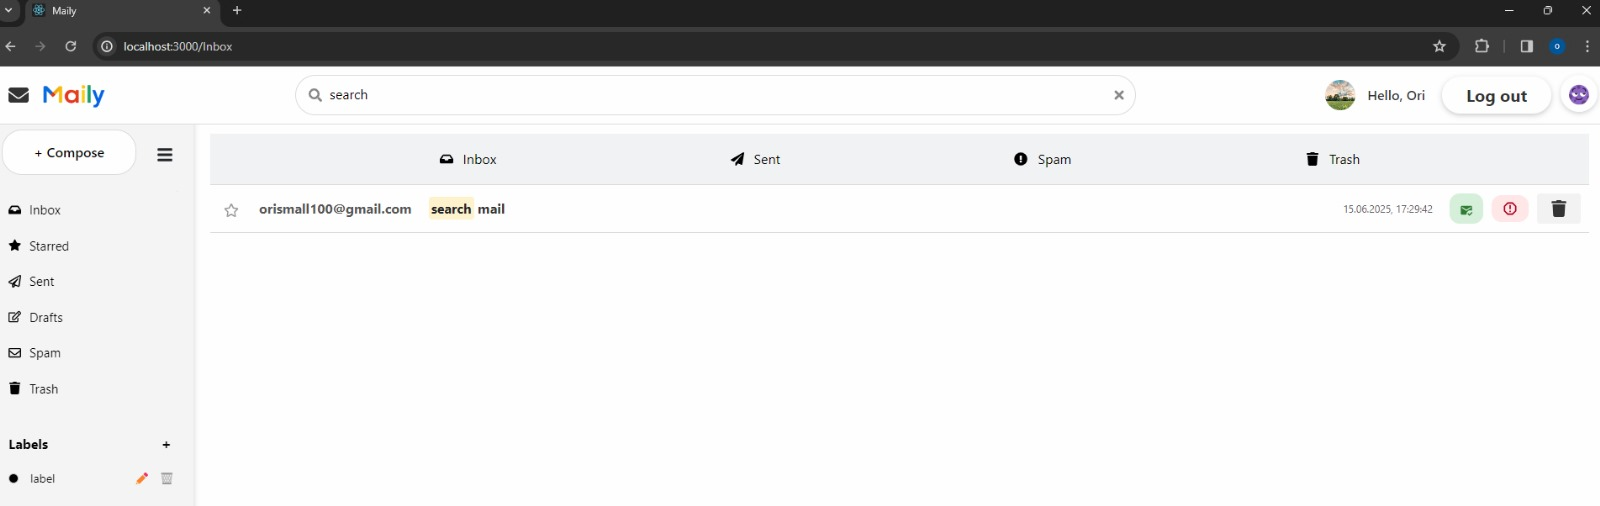 Maily
localhost:3000/Inbox
Maily
search
Hello, Ori
Log out
+ Compose
Inbox
Sent
Spam
Trash
orismall100@gmail.com search mail 15.06.2025, 17:29:42
Inbox
Starred
Sent
Drafts
Spam
Trash
Labels +
label